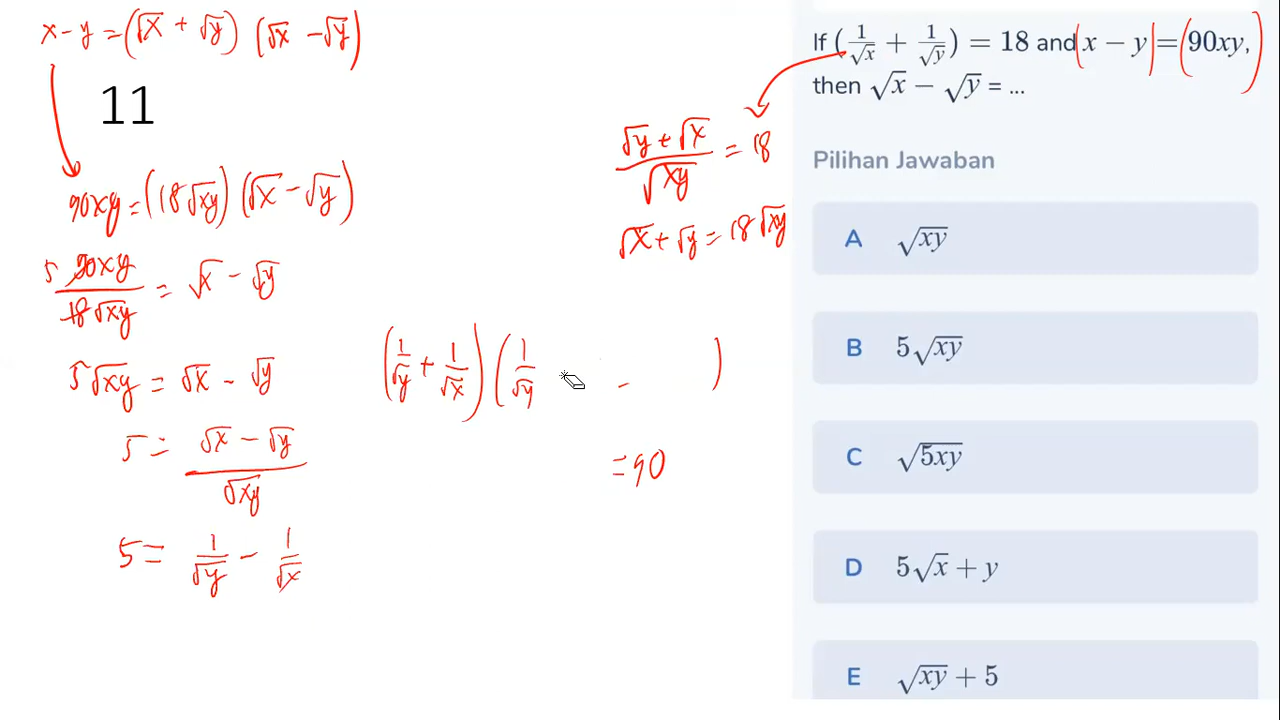 x - y = (√x + √y) (√x - √y)
11
90xy = (18√xy) (√x - √y)
5 90xy / 18√xy = √x - √y
5√xy = √x - √y
5 = (√x - √y) / √xy
5 = 1/√y - 1/√x
(1/√y + 1/√x) (1/√y - )
= 90
(√y + √x) / √xy = 18
√x + √y = 18√xy
If (1/√x + 1/√y) = 18 and (x − y) = (90xy,)
then √x − √y = ...
Pilihan Jawaban
A √xy
B 5√xy
C √5xy
D 5√x + y
E √xy + 5